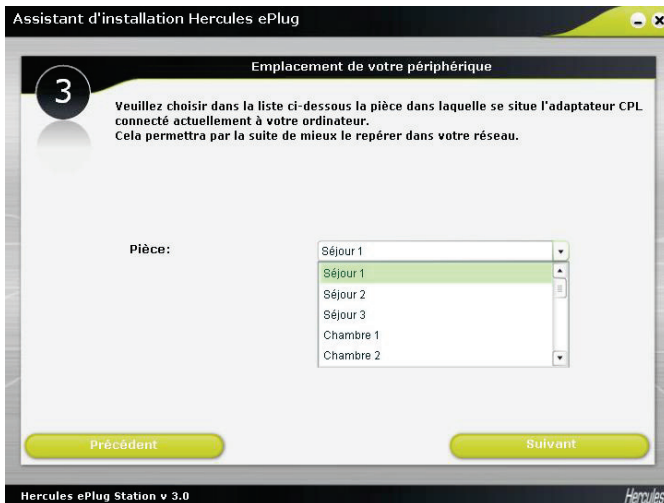 Assistant d'installation Hercules ePlug
Emplacement de votre périphérique
3
Veuillez choisir dans la liste ci-dessous la pièce dans laquelle se situe l'adaptateur CPL
connecté actuellement à votre ordinateur.
Cela permettra par la suite de mieux le repérer dans votre réseau.
Pièce:
Séjour 1
Séjour 1
Séjour 2
Séjour 3
Chambre 1
Chambre 2
Précédent
Suivant
Hercules ePlug Station v 3.0
Hercules